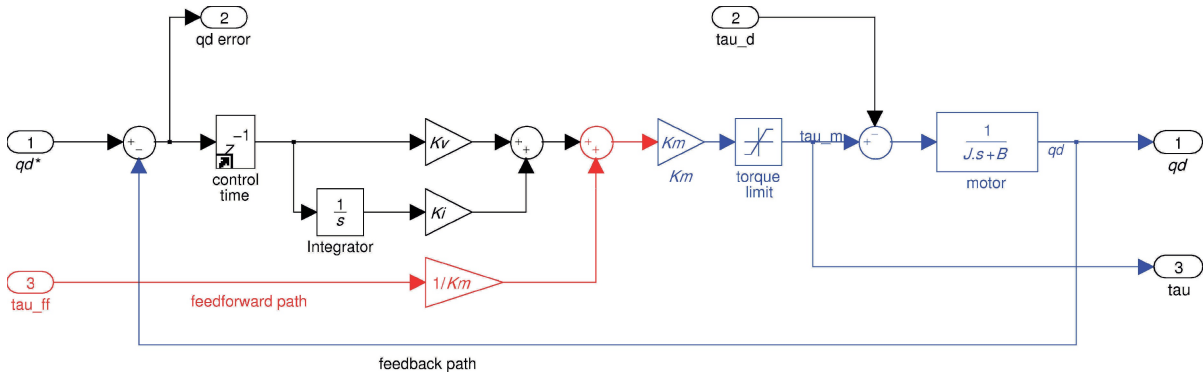 2
qd error
2
tau_d
1
qd*
+
−
z
-1
control
time
Kv
+
+
+
+
Km
Km
torque
limit
tau_m
+
−
1
J.s+B
motor
qd
1
qd
1
s
Integrator
Ki
3
tau_ff
feedforward path
1/Km
3
tau
feedback path